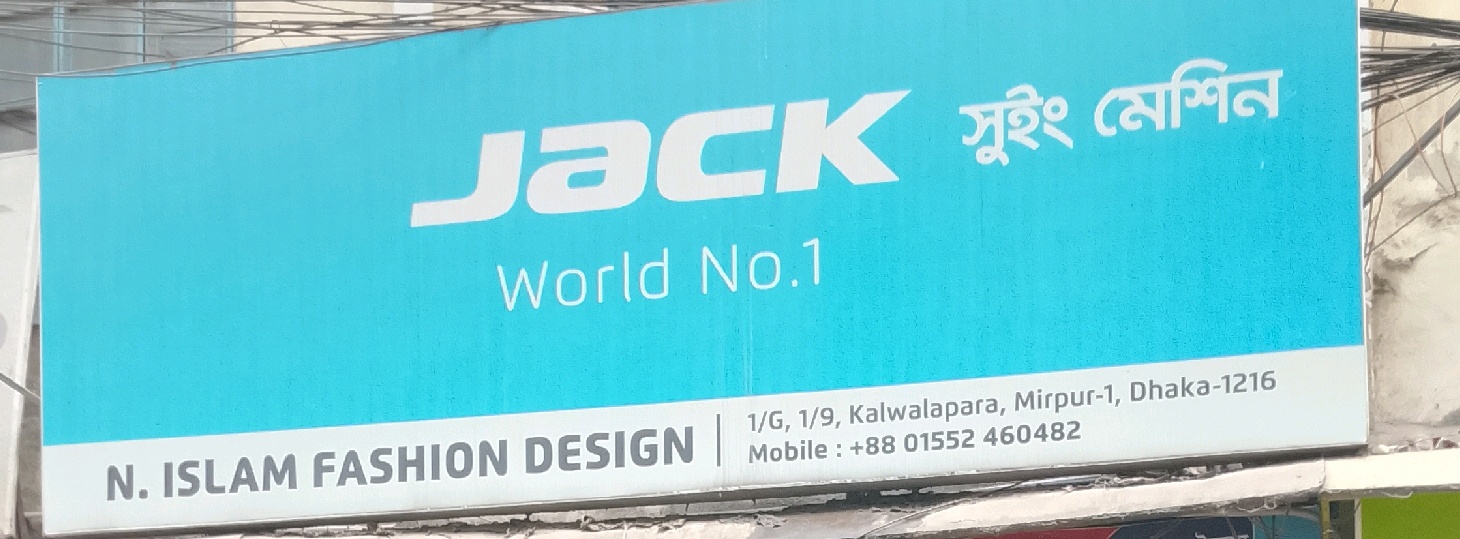 JACK সুইং মেশিন
World No.1
N. ISLAM FASHION DESIGN
1/G, 1/9, Kalwalapara, Mirpur-1, Dhaka-1216
Mobile : +88 01552 460482